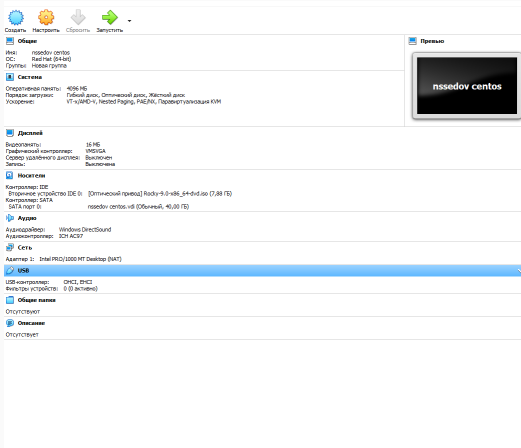 Создать Настроить Сбросить Запустить
Общие
Имя: nssedov centos
ОС: Red Hat (64-bit)
Группы: Новая группа
Система
Оперативная память: 4096 МБ
Порядок загрузки: Гибкий диск, Оптический диск, Жёсткий диск
Ускорение: VT-x/AMD-V, Nested Paging, PAE/NX, Паравиртуализация KVM
Превью
nssedov centos
Дисплей
Видеопамять: 16 МБ
Графический контроллер: VMSVGA
Сервер удалённого дисплея: Выключен
Запись: Выключена
Носители
Контроллер: IDE
Вторичное устройство IDE 0: [Оптический привод] Rocky-9.0-x86_64-dvd.iso (7,88 ГБ)
Контроллер: SATA
SATA порт 0: nssedov centos.vdi (Обычный, 40,00 ГБ)
Аудио
Аудиодрайвер: Windows DirectSound
Аудиоконтроллер: ICH AC97
Сеть
Адаптер 1: Intel PRO/1000 MT Desktop (NAT)
USB
USB-контроллер: OHCI, EHCI
Фильтры устройств: 0 (0 активно)
Общие папки
Отсутствуют
Описание
Отсутствует